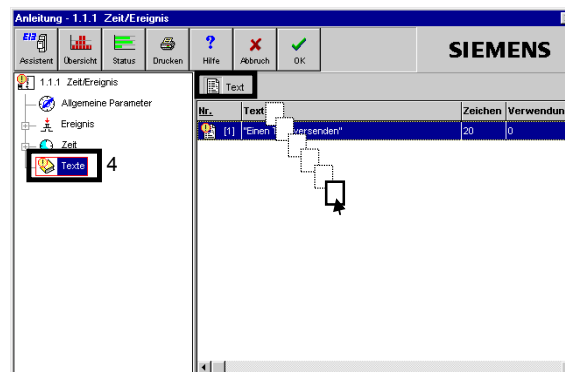 Anleitung - 1.1.1 Zeit/Ereignis
EIB
Assistent Übersicht Status Drucken Hilfe Abbruch OK
SIEMENS
1.1.1 Zeit/Ereignis
Text
Allgemeine Parameter
Nr. Text Zeichen Verwendun
Ereignis
[1] "Einen versenden" 20 0
Zeit
Texte 4